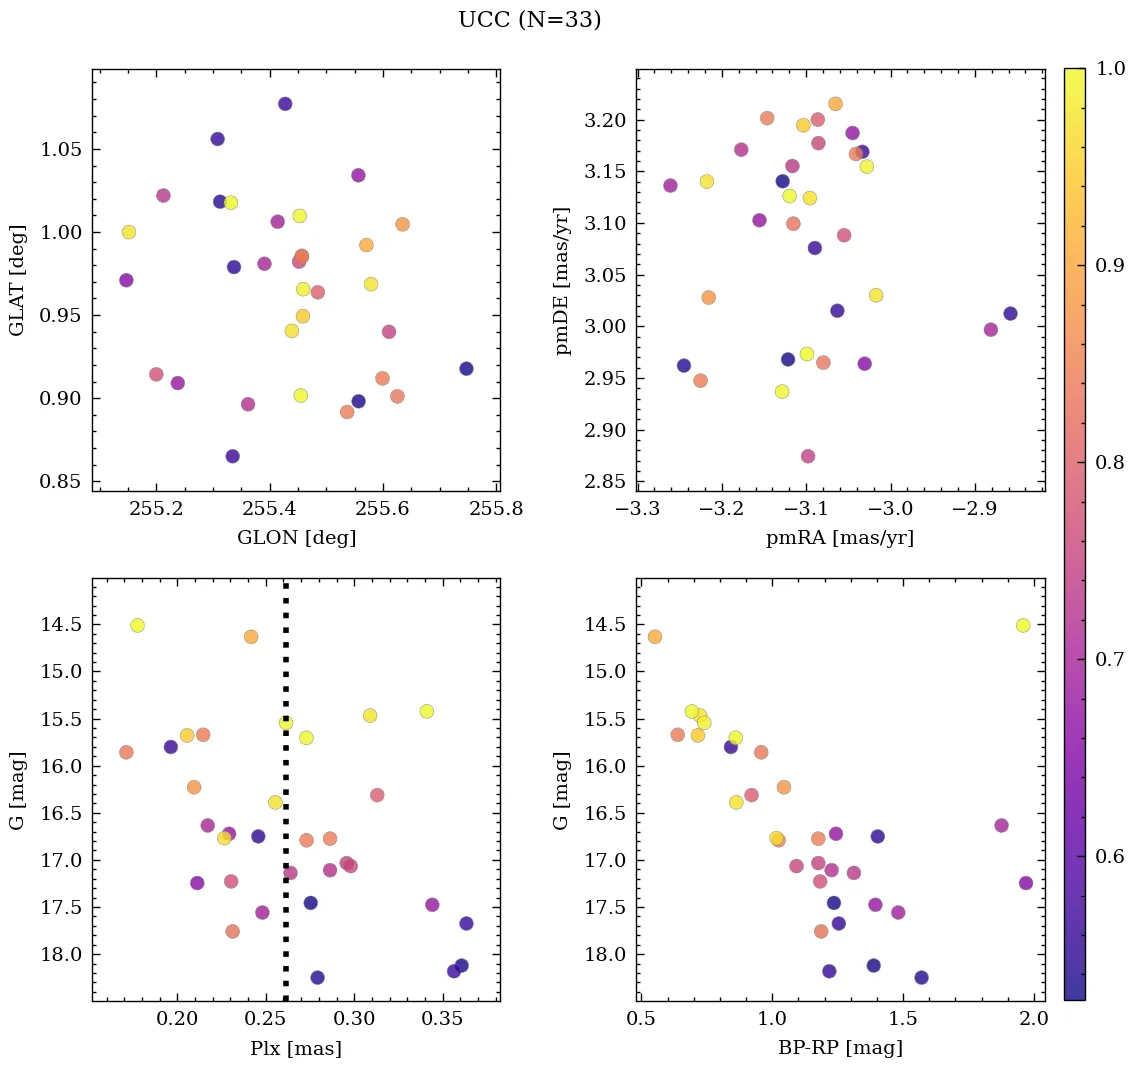 UCC (N=33)
1.05
1.00
0.95
0.90
0.85
GLAT [deg]
255.2 255.4 255.6 255.8
GLON [deg]
3.20
3.15
3.10
3.05
3.00
2.95
2.90
2.85
pmDE [mas/yr]
−3.3 −3.2 −3.1 −3.0 −2.9
pmRA [mas/yr]
14.5
15.0
15.5
16.0
16.5
17.0
17.5
18.0
G [mag]
0.20 0.25 0.30 0.35
Plx [mas]
14.5
15.0
15.5
16.0
16.5
17.0
17.5
18.0
G [mag]
0.5 1.0 1.5 2.0
BP-RP [mag]
1.0
0.9
0.8
0.7
0.6